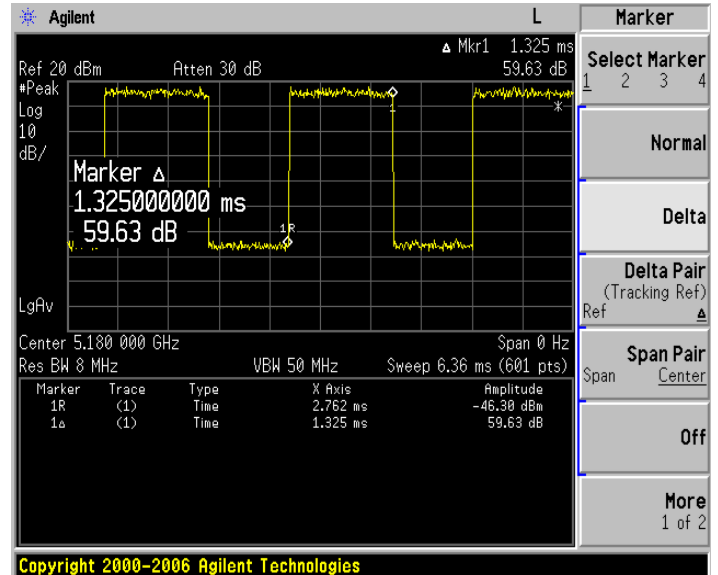 Agilent L Marker
Δ Mkr1 1.325 ms
Ref 20 dBm Atten 30 dB 59.63 dB
#Peak
Log
10
dB/
1
*
Marker Δ
1.325000000 ms
59.63 dB
1R
LgAv
Center 5.180 000 GHz Span 0 Hz
Res BW 8 MHz VBW 50 MHz Sweep 6.36 ms (601 pts)
Marker Trace Type X Axis Amplitude
1R (1) Time 2.762 ms -46.30 dBm
1Δ (1) Time 1.325 ms 59.63 dB
Select Marker
1 2 3 4
Normal
Delta
Delta Pair
(Tracking Ref)
Ref Δ
Span Pair
Span Center
Off
More
1 of 2
Copyright 2000-2006 Agilent Technologies